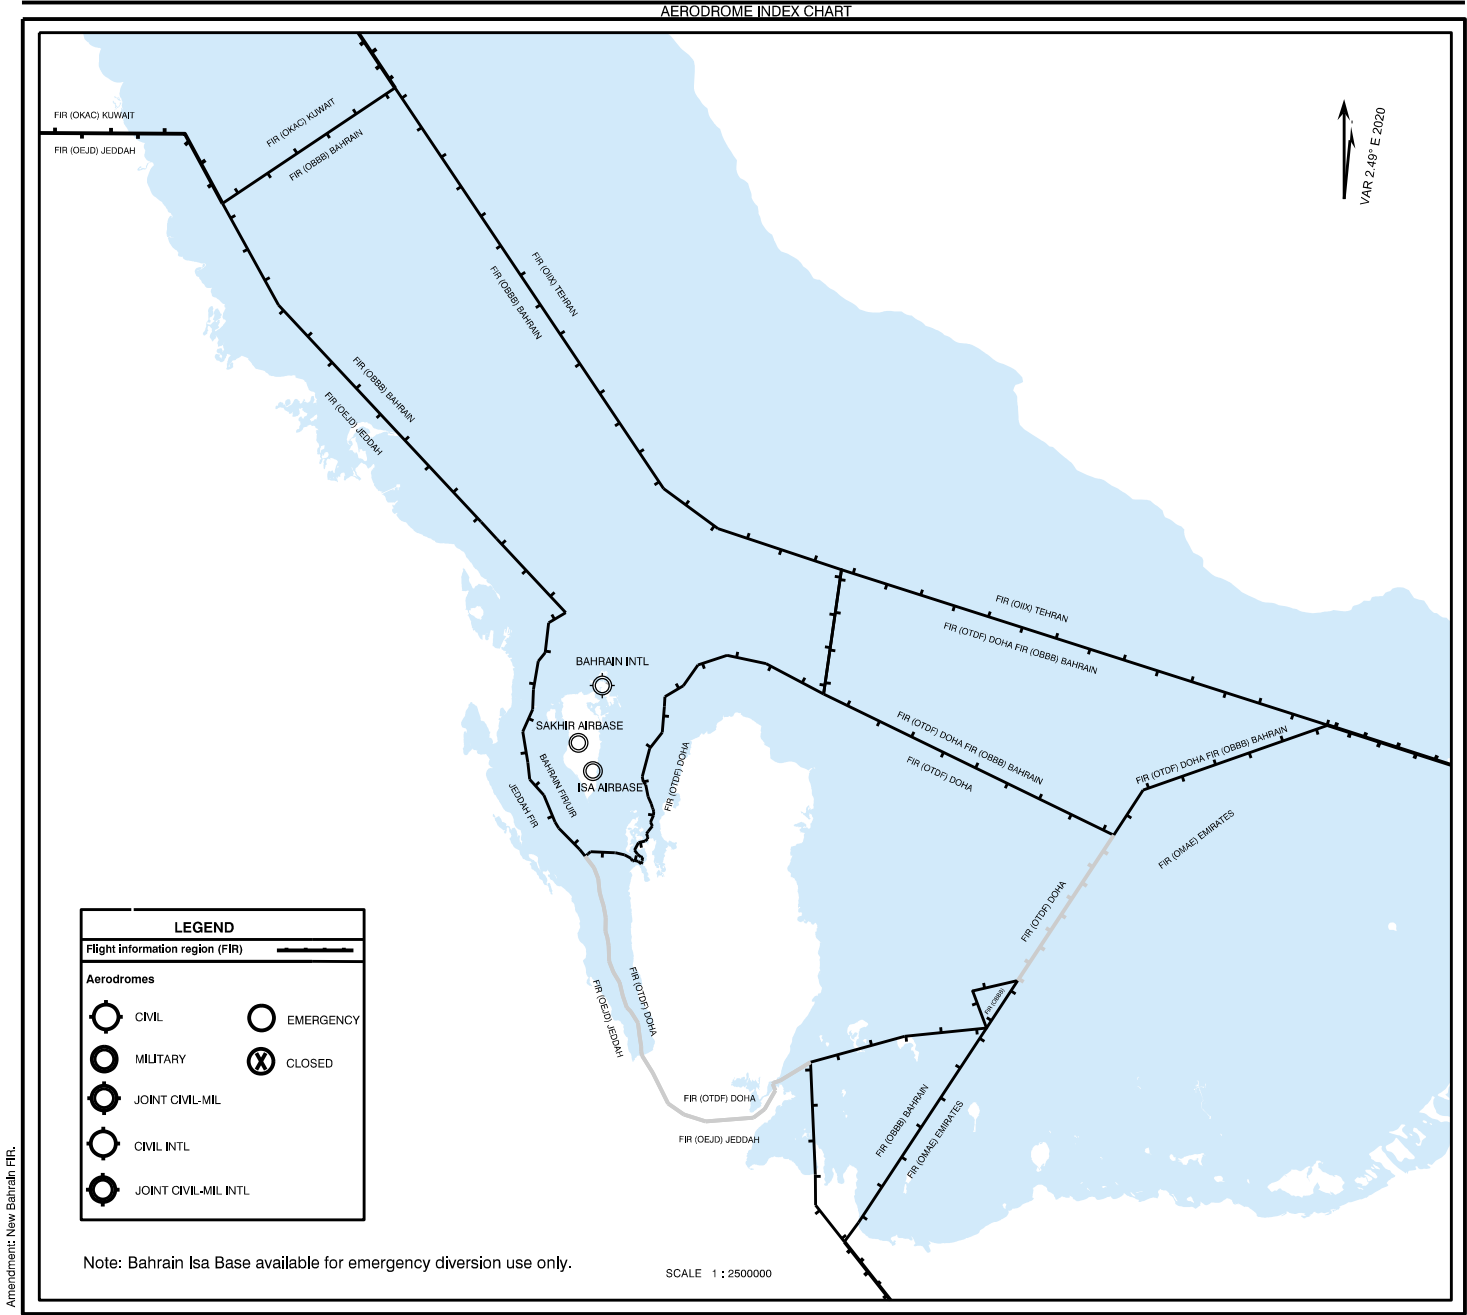 AERODROME INDEX CHART
FIR (OKAC) KUWAIT
FIR (OEJD) JEDDAH
FIR (OKAC) KUWAIT
FIR (OBBB) BAHRAIN
VAR 2.49° E 2020
FIR (OIIX) TEHRAN
FIR (OBBB) BAHRAIN
FIR (OBBB) BAHRAIN
FIR (OEJD) JEDDAH
FIR (OIIX) TEHRAN
FIR (OTDF) DOHA FIR (OBBB) BAHRAIN
BAHRAIN INTL
SAKHIR AIRBASE
ISA AIRBASE
BAHRAIN FIR/UIR
JEDDAH FIR
FIR (OTDF) DOHA
FIR (OTDF) DOHA FIR (OBBB) BAHRAIN
FIR (OTDF) DOHA
FIR (OTDF) DOHA FIR (OBBB) BAHRAIN
FIR (OMAE) EMIRATES
FIR (OTDF) DOHA
FIR (OBBB)
FIR (OTDF) DOHA
FIR (OEJD) JEDDAH
FIR (OTDF) DOHA
FIR (OEJD) JEDDAH
FIR (OBBB) BAHRAIN
FIR (OMAE) EMIRATES
LEGEND
Flight information region (FIR)
Aerodromes
CIVIL
EMERGENCY
MILITARY
CLOSED
X
JOINT CIVIL-MIL
CIVIL INTL
JOINT CIVIL-MIL INTL
Note: Bahrain Isa Base available for emergency diversion use only.
SCALE 1 : 2500000
Amendment: New Bahrain FIR.